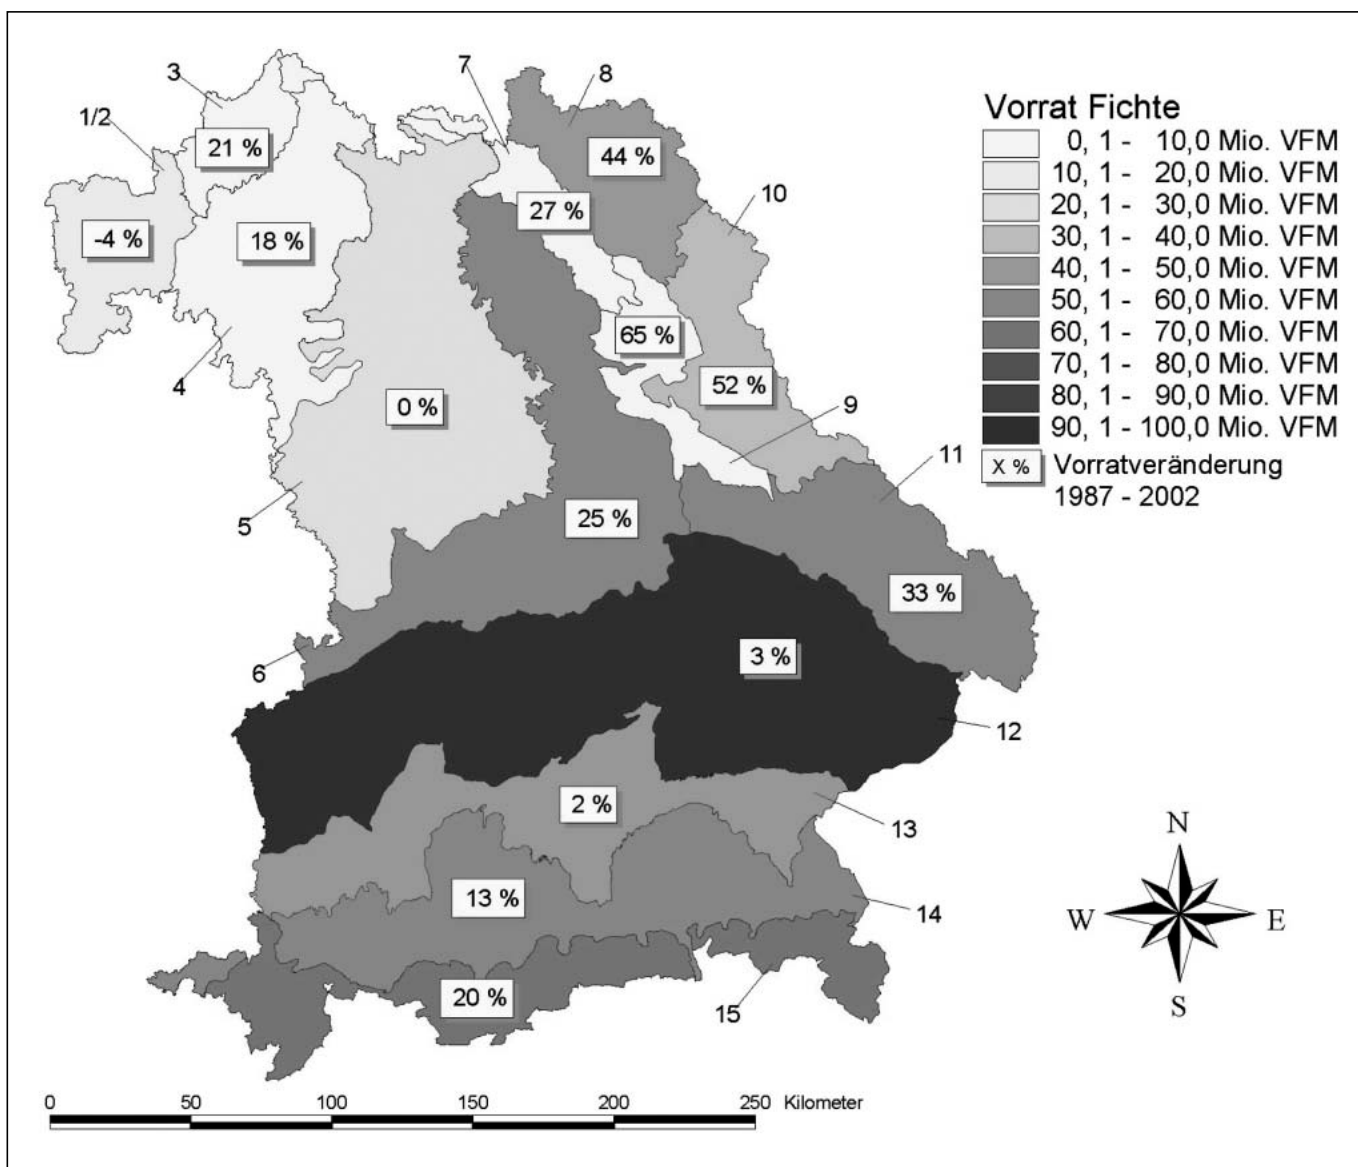 3
1/2
7
8
21 %
44 %
10
27 %
-4 %
18 %
65 %
4
52 %
0 %
9
11
5
25 %
33 %
6
3 %
12
2 %
13
13 %
14
20 %
15
Vorrat Fichte
0, 1 - 10,0 Mio. VFM
10, 1 - 20,0 Mio. VFM
20, 1 - 30,0 Mio. VFM
30, 1 - 40,0 Mio. VFM
40, 1 - 50,0 Mio. VFM
50, 1 - 60,0 Mio. VFM
60, 1 - 70,0 Mio. VFM
70, 1 - 80,0 Mio. VFM
80, 1 - 90,0 Mio. VFM
90, 1 - 100,0 Mio. VFM
X % Vorratveränderung
1987 - 2002
N
W E
S
0 50 100 150 200 250 Kilometer